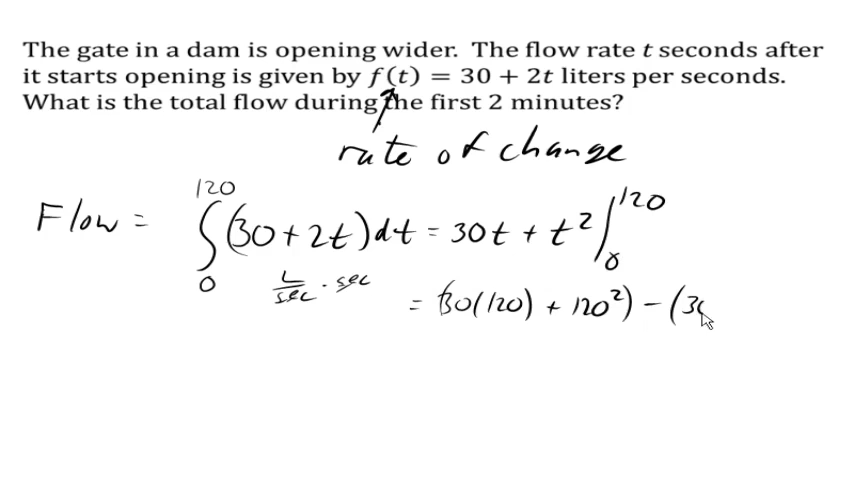 The gate in a dam is opening wider. The flow rate t seconds after
it starts opening is given by f(t) = 30 + 2t liters per seconds.
What is the total flow during the first 2 minutes?
rate of change
Flow = ∫₀¹²⁰ (30 + 2t) dt = 30t + t² |₀¹²⁰
L/sec · sec
= (30(120) + 120²) − (30